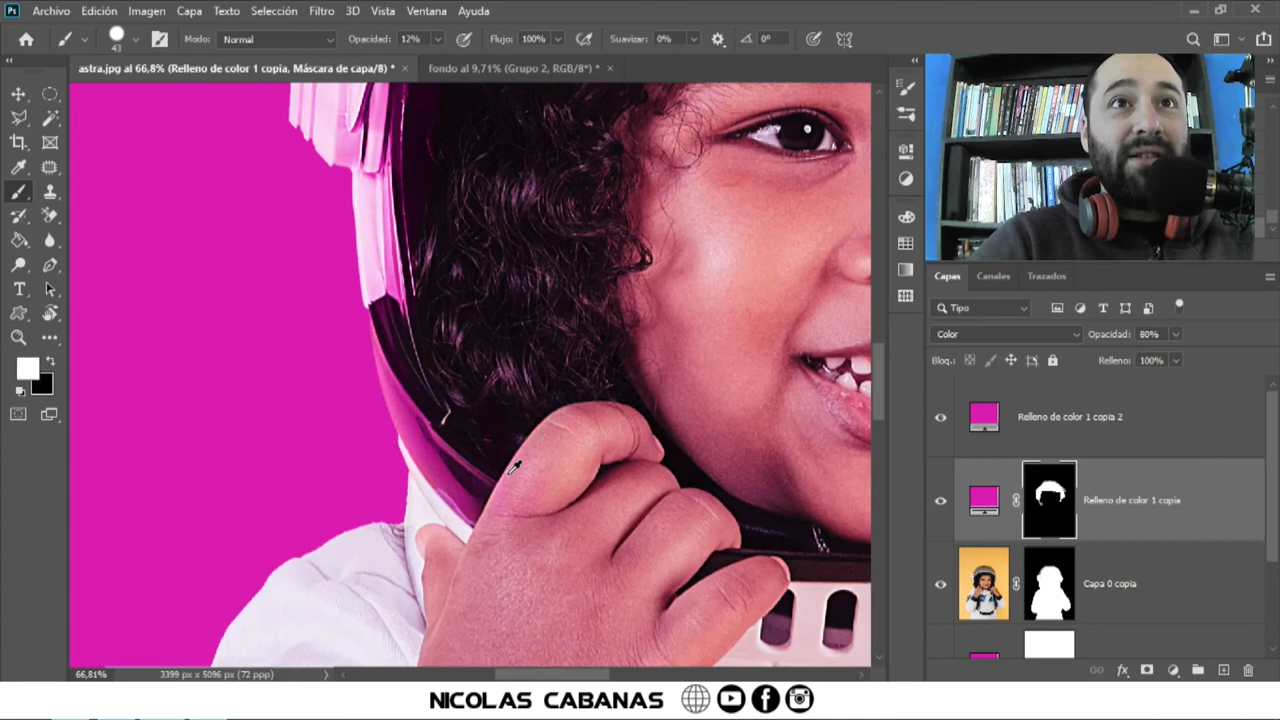 Ps Archivo Edición Imagen Capa Texto Selección Filtro 3D Vista Ventana Ayuda
43 Modo: Normal Opacidad: 12% Flujo: 100% Suavizar: 0% 0°
astra.jpg al 66,8% (Relleno de color 1 copia, Máscara de capa/8) * × fondo al 9,71% (Grupo 2, RGB/8*) * ×
Capas Canales Trazados
Tipo
Color Opacidad: 80%
Bloq.: Relleno: 100%
Relleno de color 1 copia 2
Relleno de color 1 copia
Capa 0 copia
66,81% 3399 px x 5096 px (72 ppp)
NICOLAS CABANAS